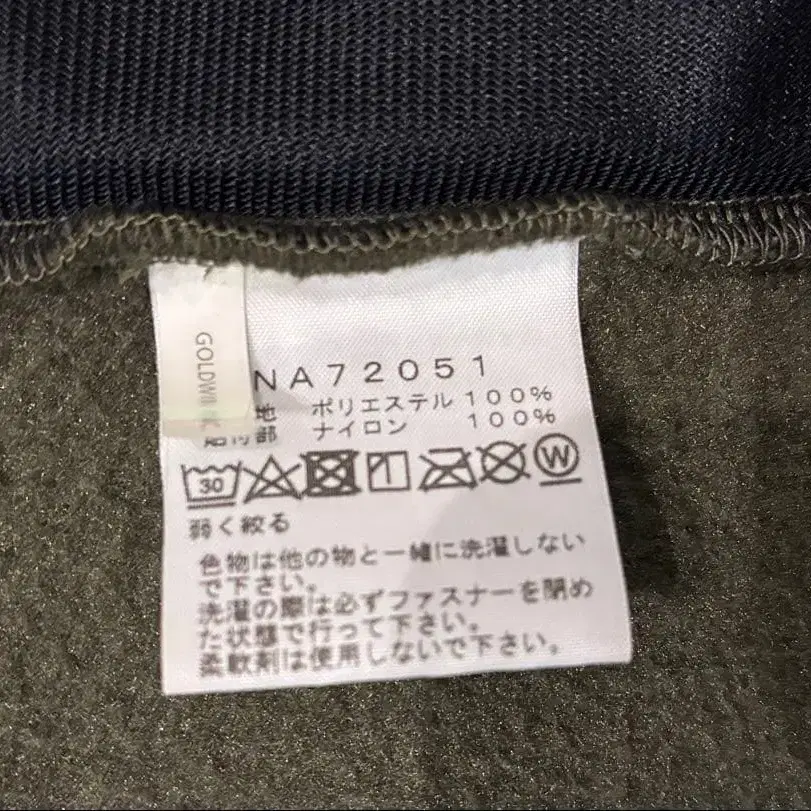 GOLDWIN
NA72051
地 ポリエステル 100%
貼付部 ナイロン 100%
30 W
弱く絞る
色物は他の物と一緒に洗濯しない
で下さい。
洗濯の際は必ずファスナーを閉め
た状態で行って下さい。
柔軟剤は使用しないで下さい。